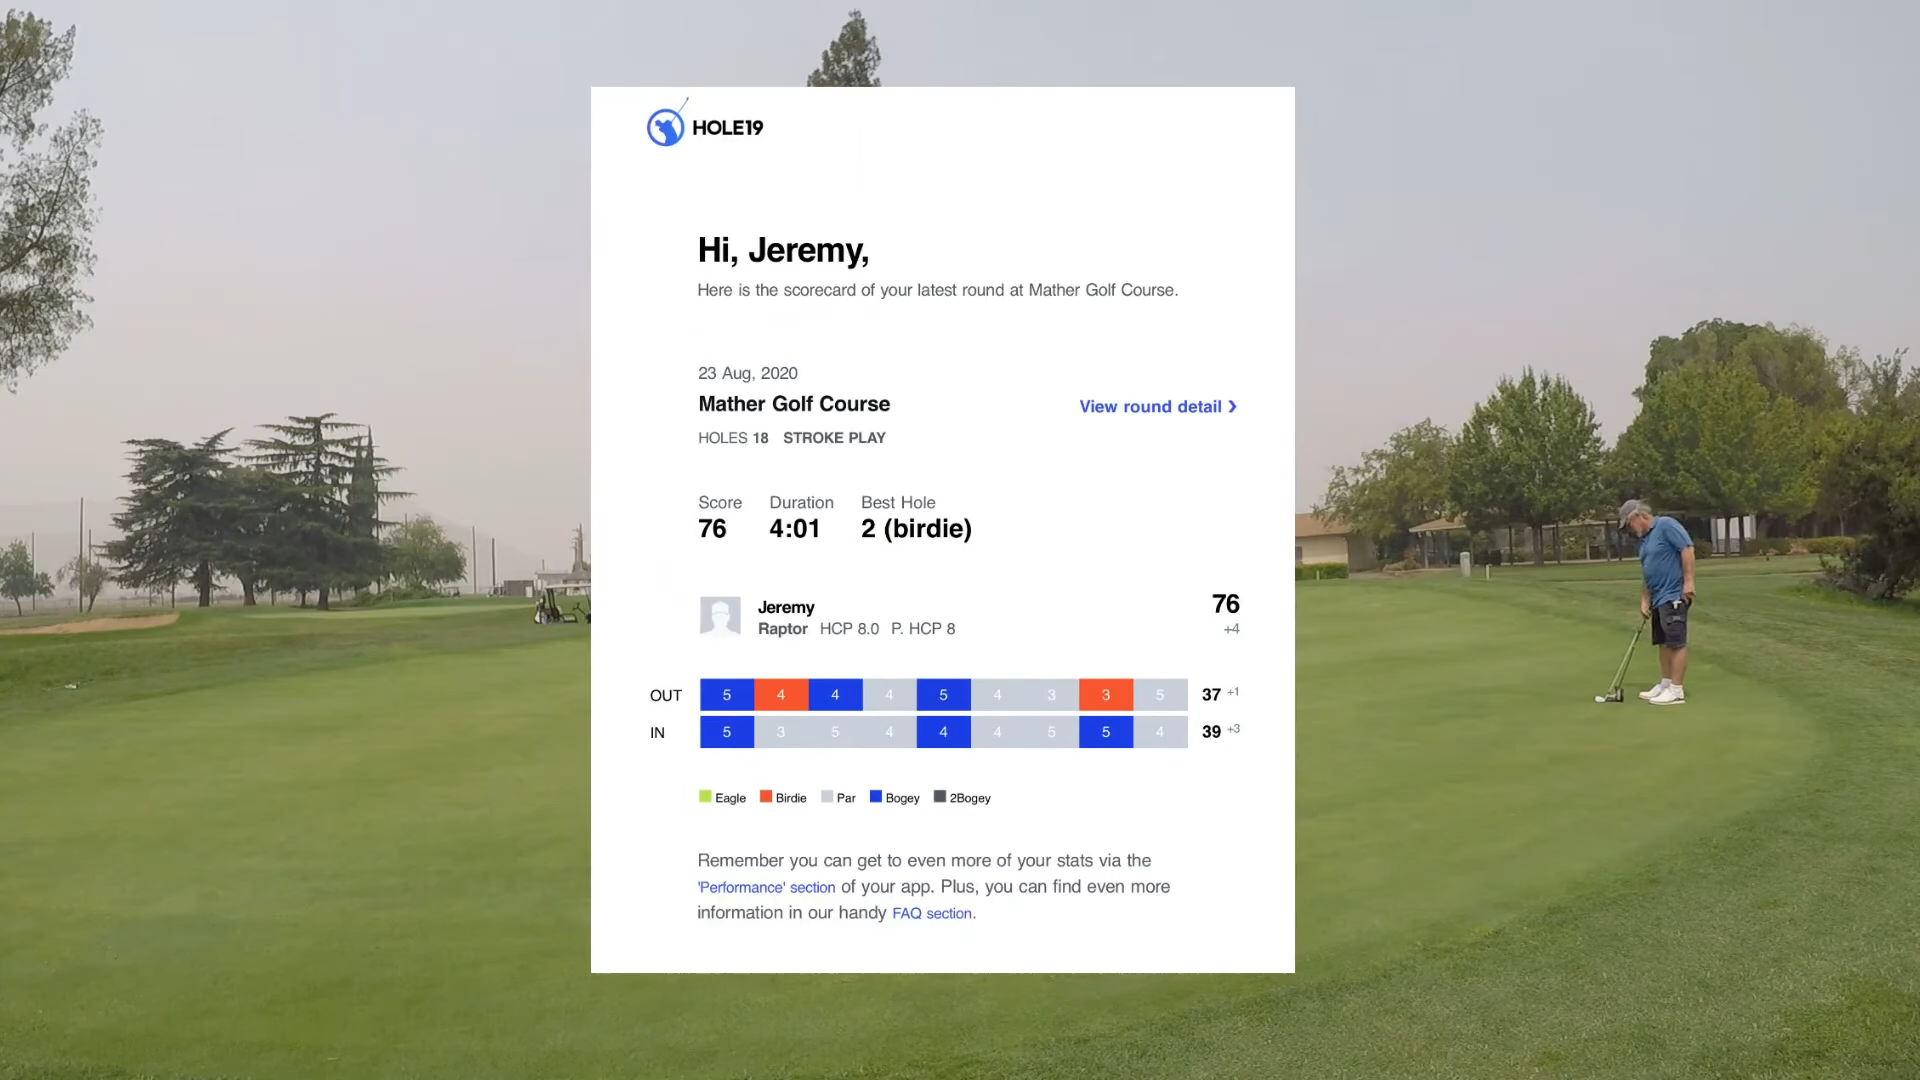 HOLE19
Hi, Jeremy,
Here is the scorecard of your latest round at Mather Golf Course.
23 Aug, 2020
Mather Golf Course
View round detail ❯
HOLES 18 STROKE PLAY
Score Duration Best Hole
76 4:01 2 (birdie)
Jeremy 76
Raptor HCP 8.0 P. HCP 8 +4
OUT 5 4 4 4 5 4 3 3 5 37 +1
IN 5 3 5 4 4 4 5 5 4 39 +3
Eagle Birdie Par Bogey 2Bogey
Remember you can get to even more of your stats via the
'Performance' section of your app. Plus, you can find even more
information in our handy FAQ section.